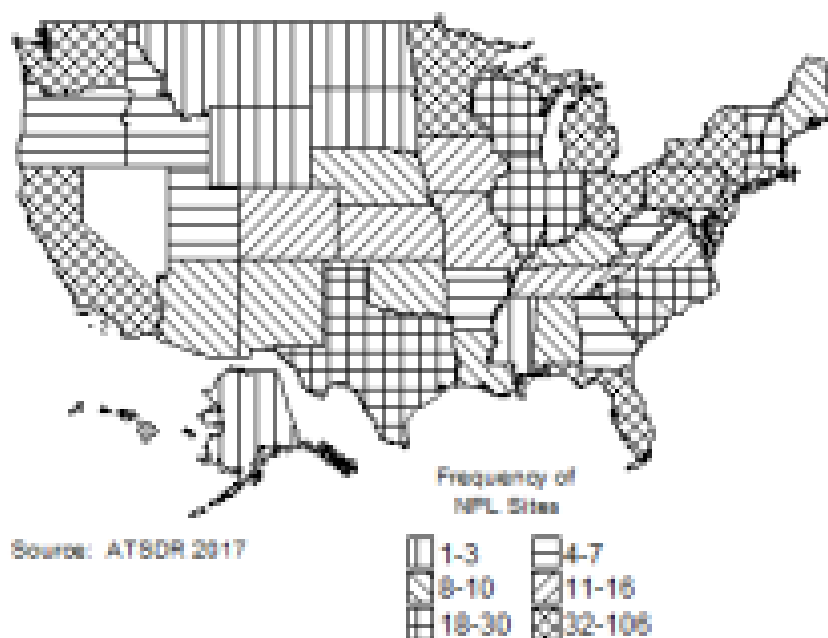 Frequency of
NPL Sites
Source: ATSDR 2017
1-3 4-7
8-10 11-16
18-30 32-106